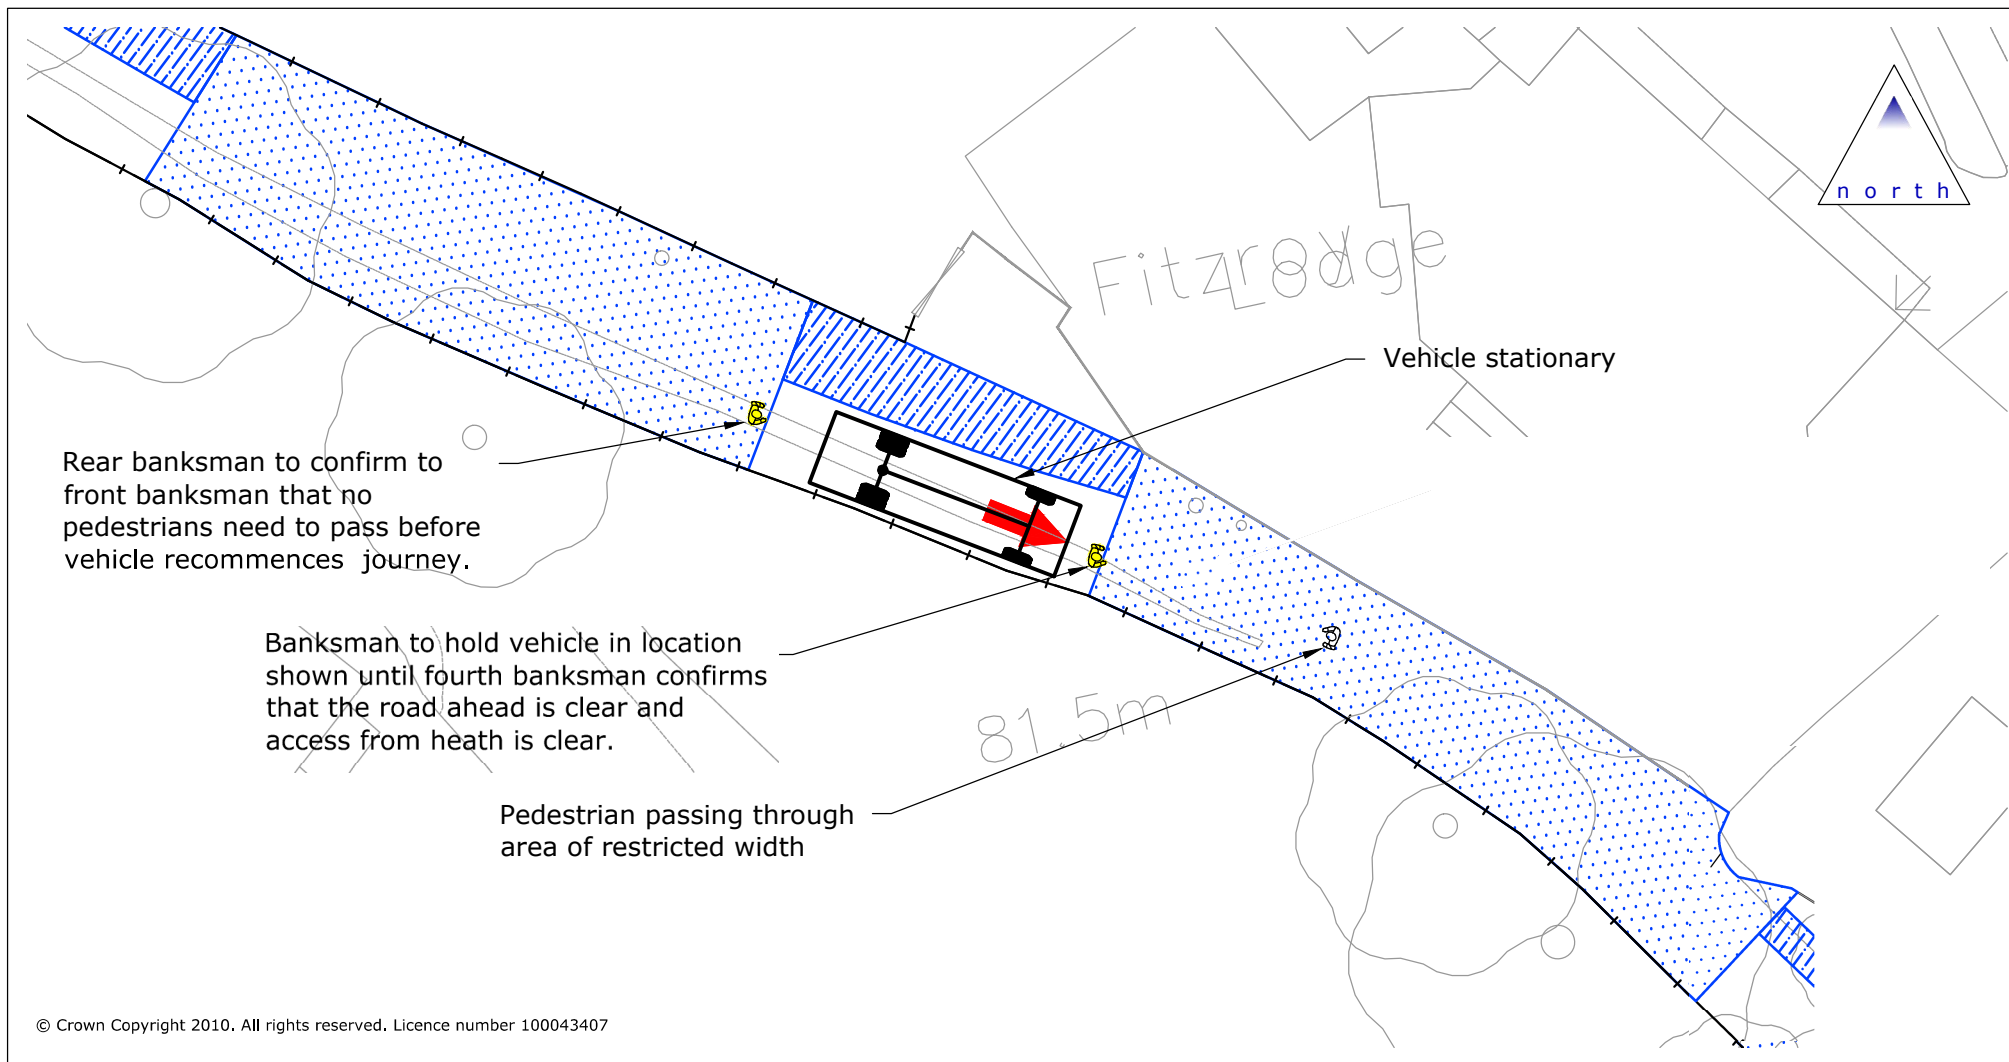 north
Fitzroy
Lodge
Vehicle stationary
Rear banksman to confirm to
front banksman that no
pedestrians need to pass before
vehicle recommences journey.
Banksman to hold vehicle in location
shown until fourth banksman confirms
that the road ahead is clear and
access from heath is clear.
81.5m
Pedestrian passing through
area of restricted width
© Crown Copyright 2010. All rights reserved. Licence number 100043407